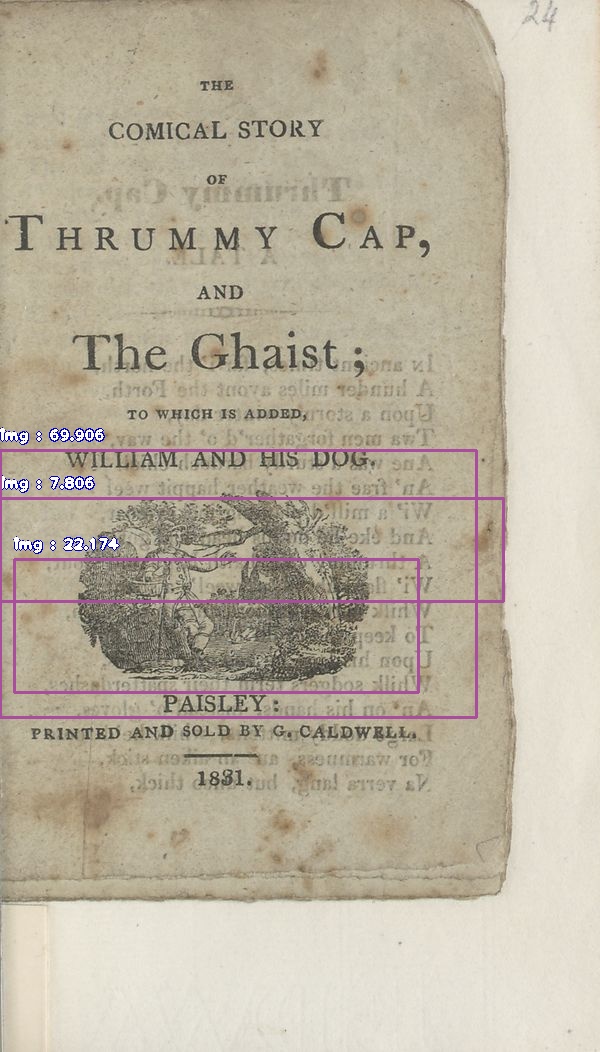 24
THE
COMICAL STORY
OF
THRUMMY CAP,
AND
The Ghaist;
TO WHICH IS ADDED,
Img : 69.906
WILLIAM AND HIS DOG.
Img : 7.806
Img : 22.174
PAISLEY:
PRINTED AND SOLD BY G. CALDWELL.
1831.